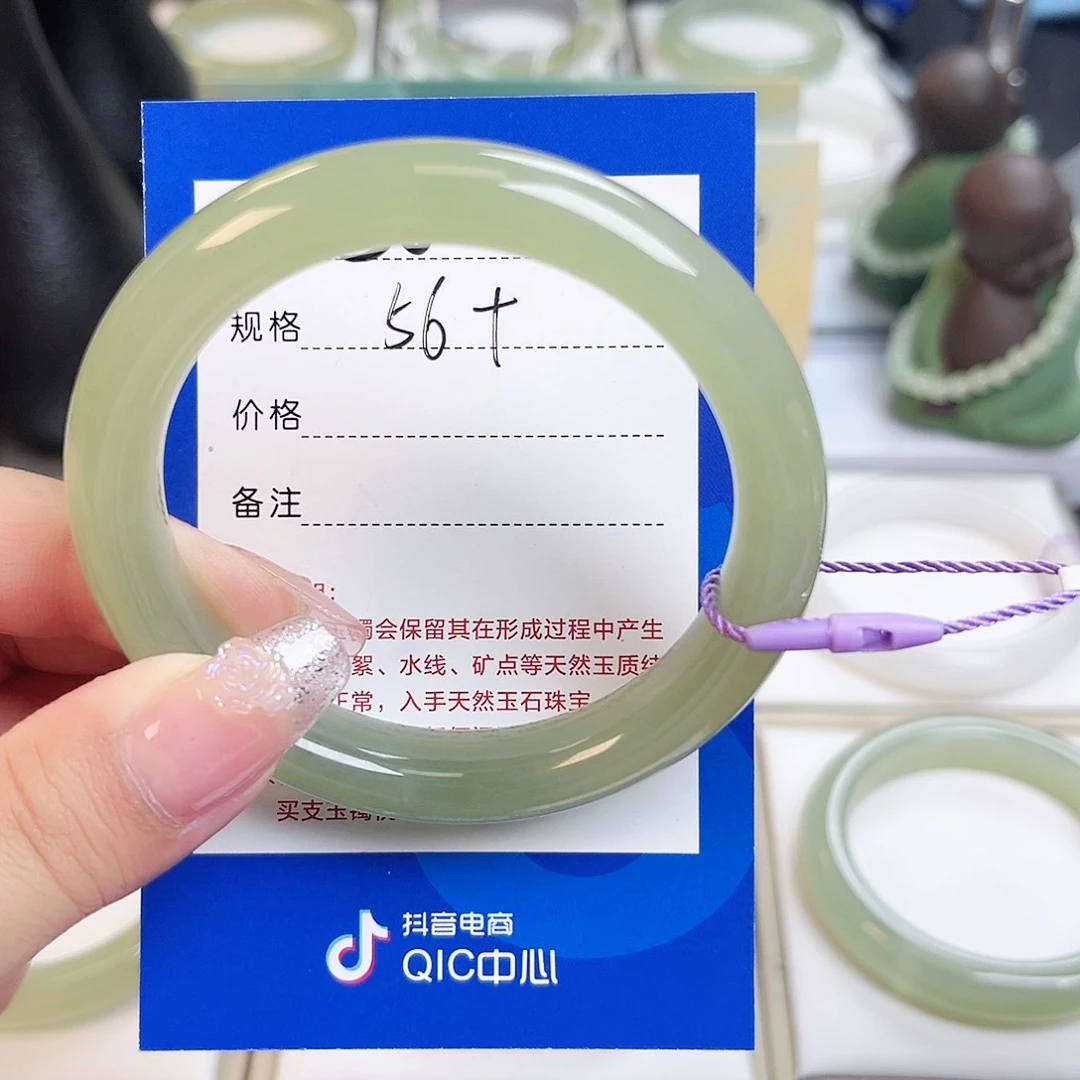 规格 56+
价格
备注
镯会保留其在形成过程中产生
絮、水线、矿点等天然玉质结
正常，入手天然玉石珠宝
买支玉镯
抖音电商
QIC中心